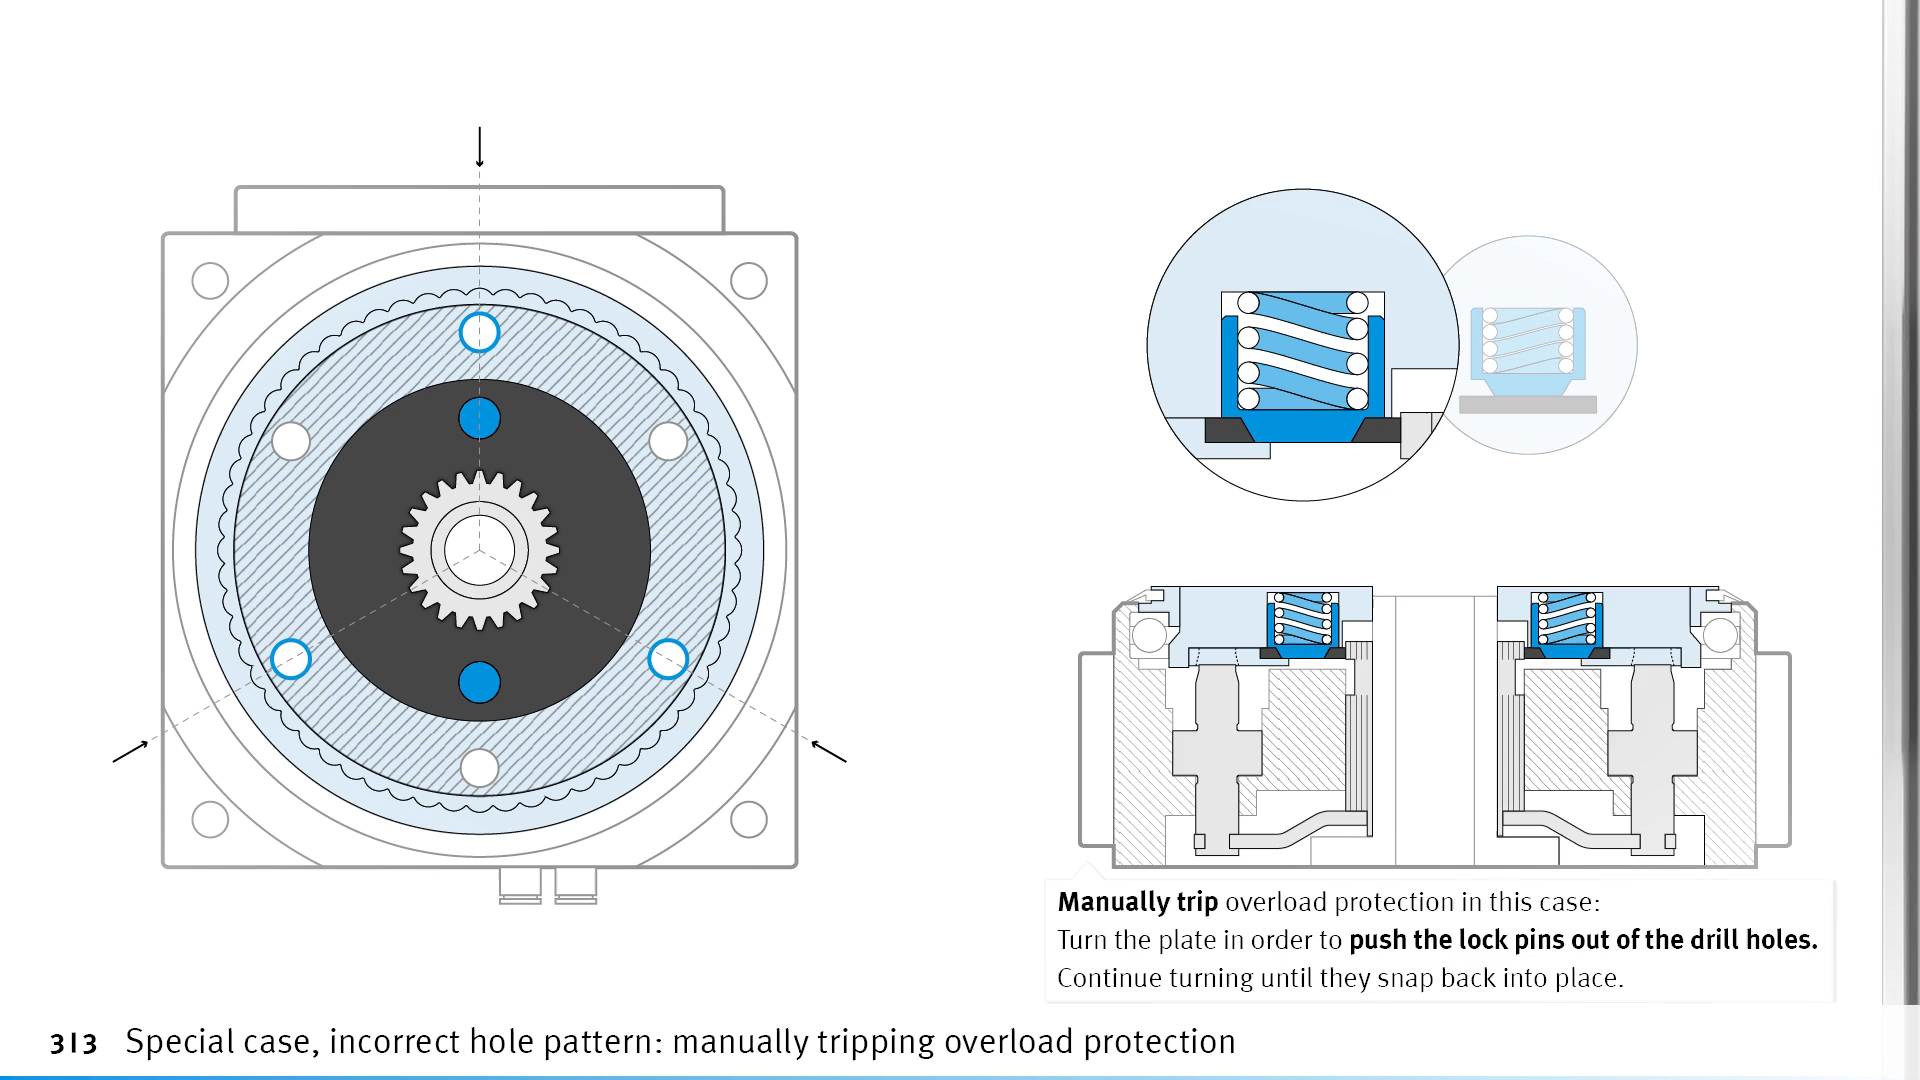 Manually trip overload protection in this case:
Turn the plate in order to push the lock pins out of the drill holes.
Continue turning until they snap back into place.
3|3 Special case, incorrect hole pattern: manually tripping overload protection